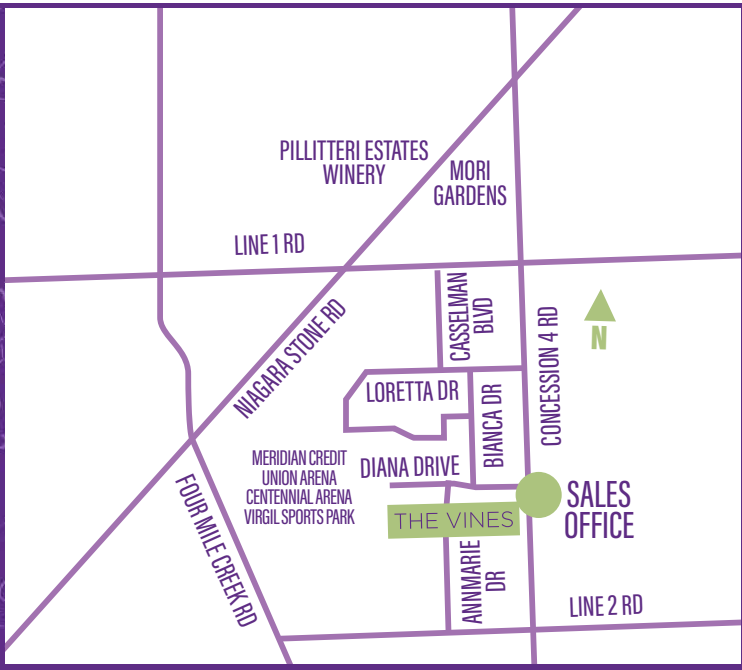 PILLITTERI ESTATES
WINERY
MORI
GARDENS
LINE 1 RD
CASSELMAN
BLVD
NIAGARA STONE RD
CONCESSION 4 RD
N
LORETTA DR
BIANCA DR
MERIDIAN CREDIT
UNION ARENA
CENTENNIAL ARENA
VIRGIL SPORTS PARK
DIANA DRIVE
FOUR MILE CREEK RD
THE VINES
SALES
OFFICE
ANNMARIE
DR
LINE 2 RD